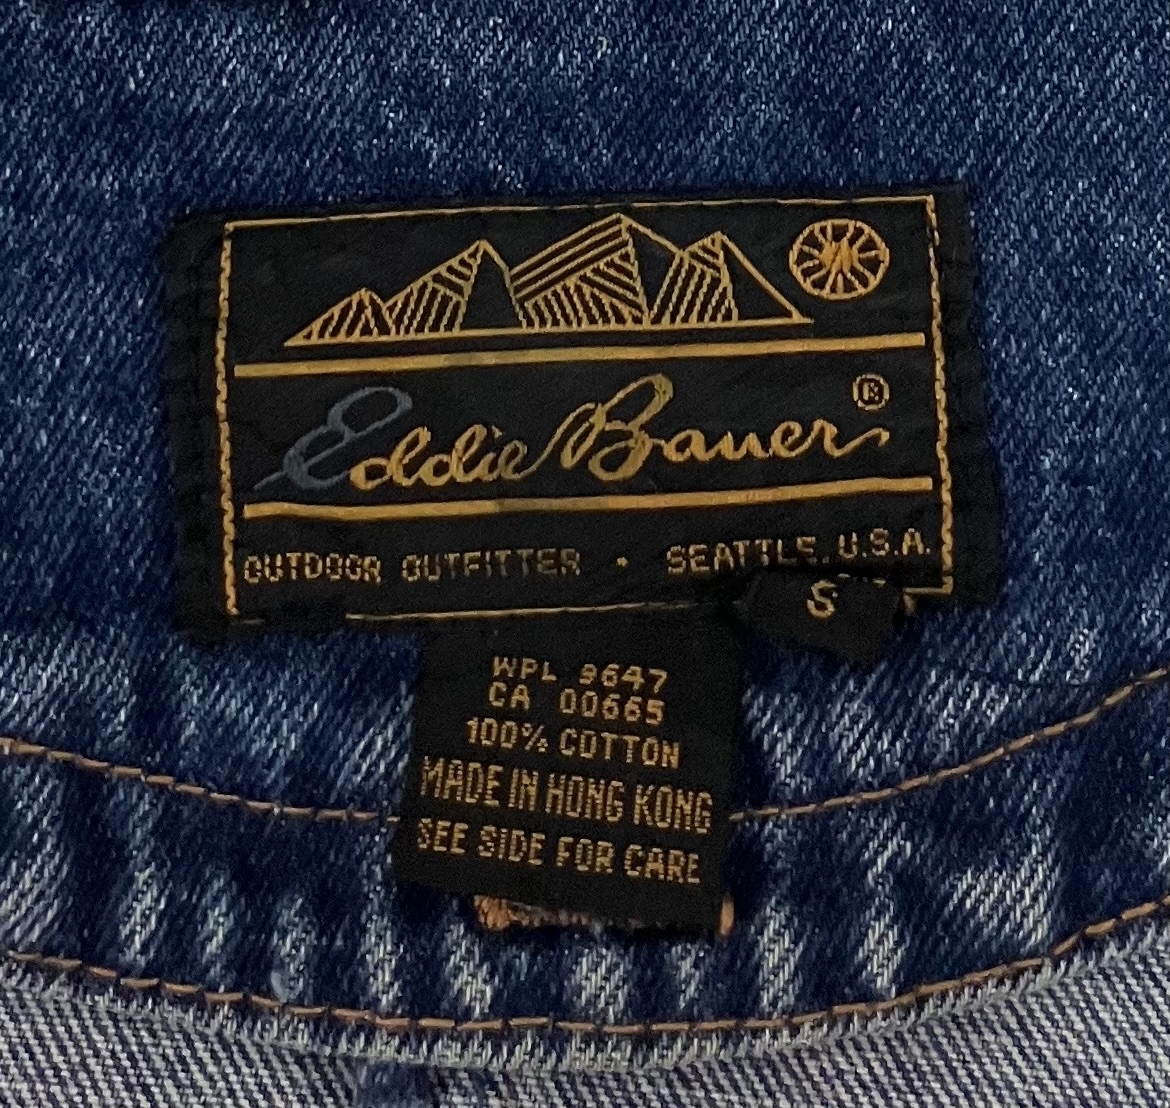 Eddie Bauer®
OUTDOOR OUTFITTER • SEATTLE, U.S.A.
S
WPL 9647
CA 00665
100% COTTON
MADE IN HONG KONG
SEE SIDE FOR CARE